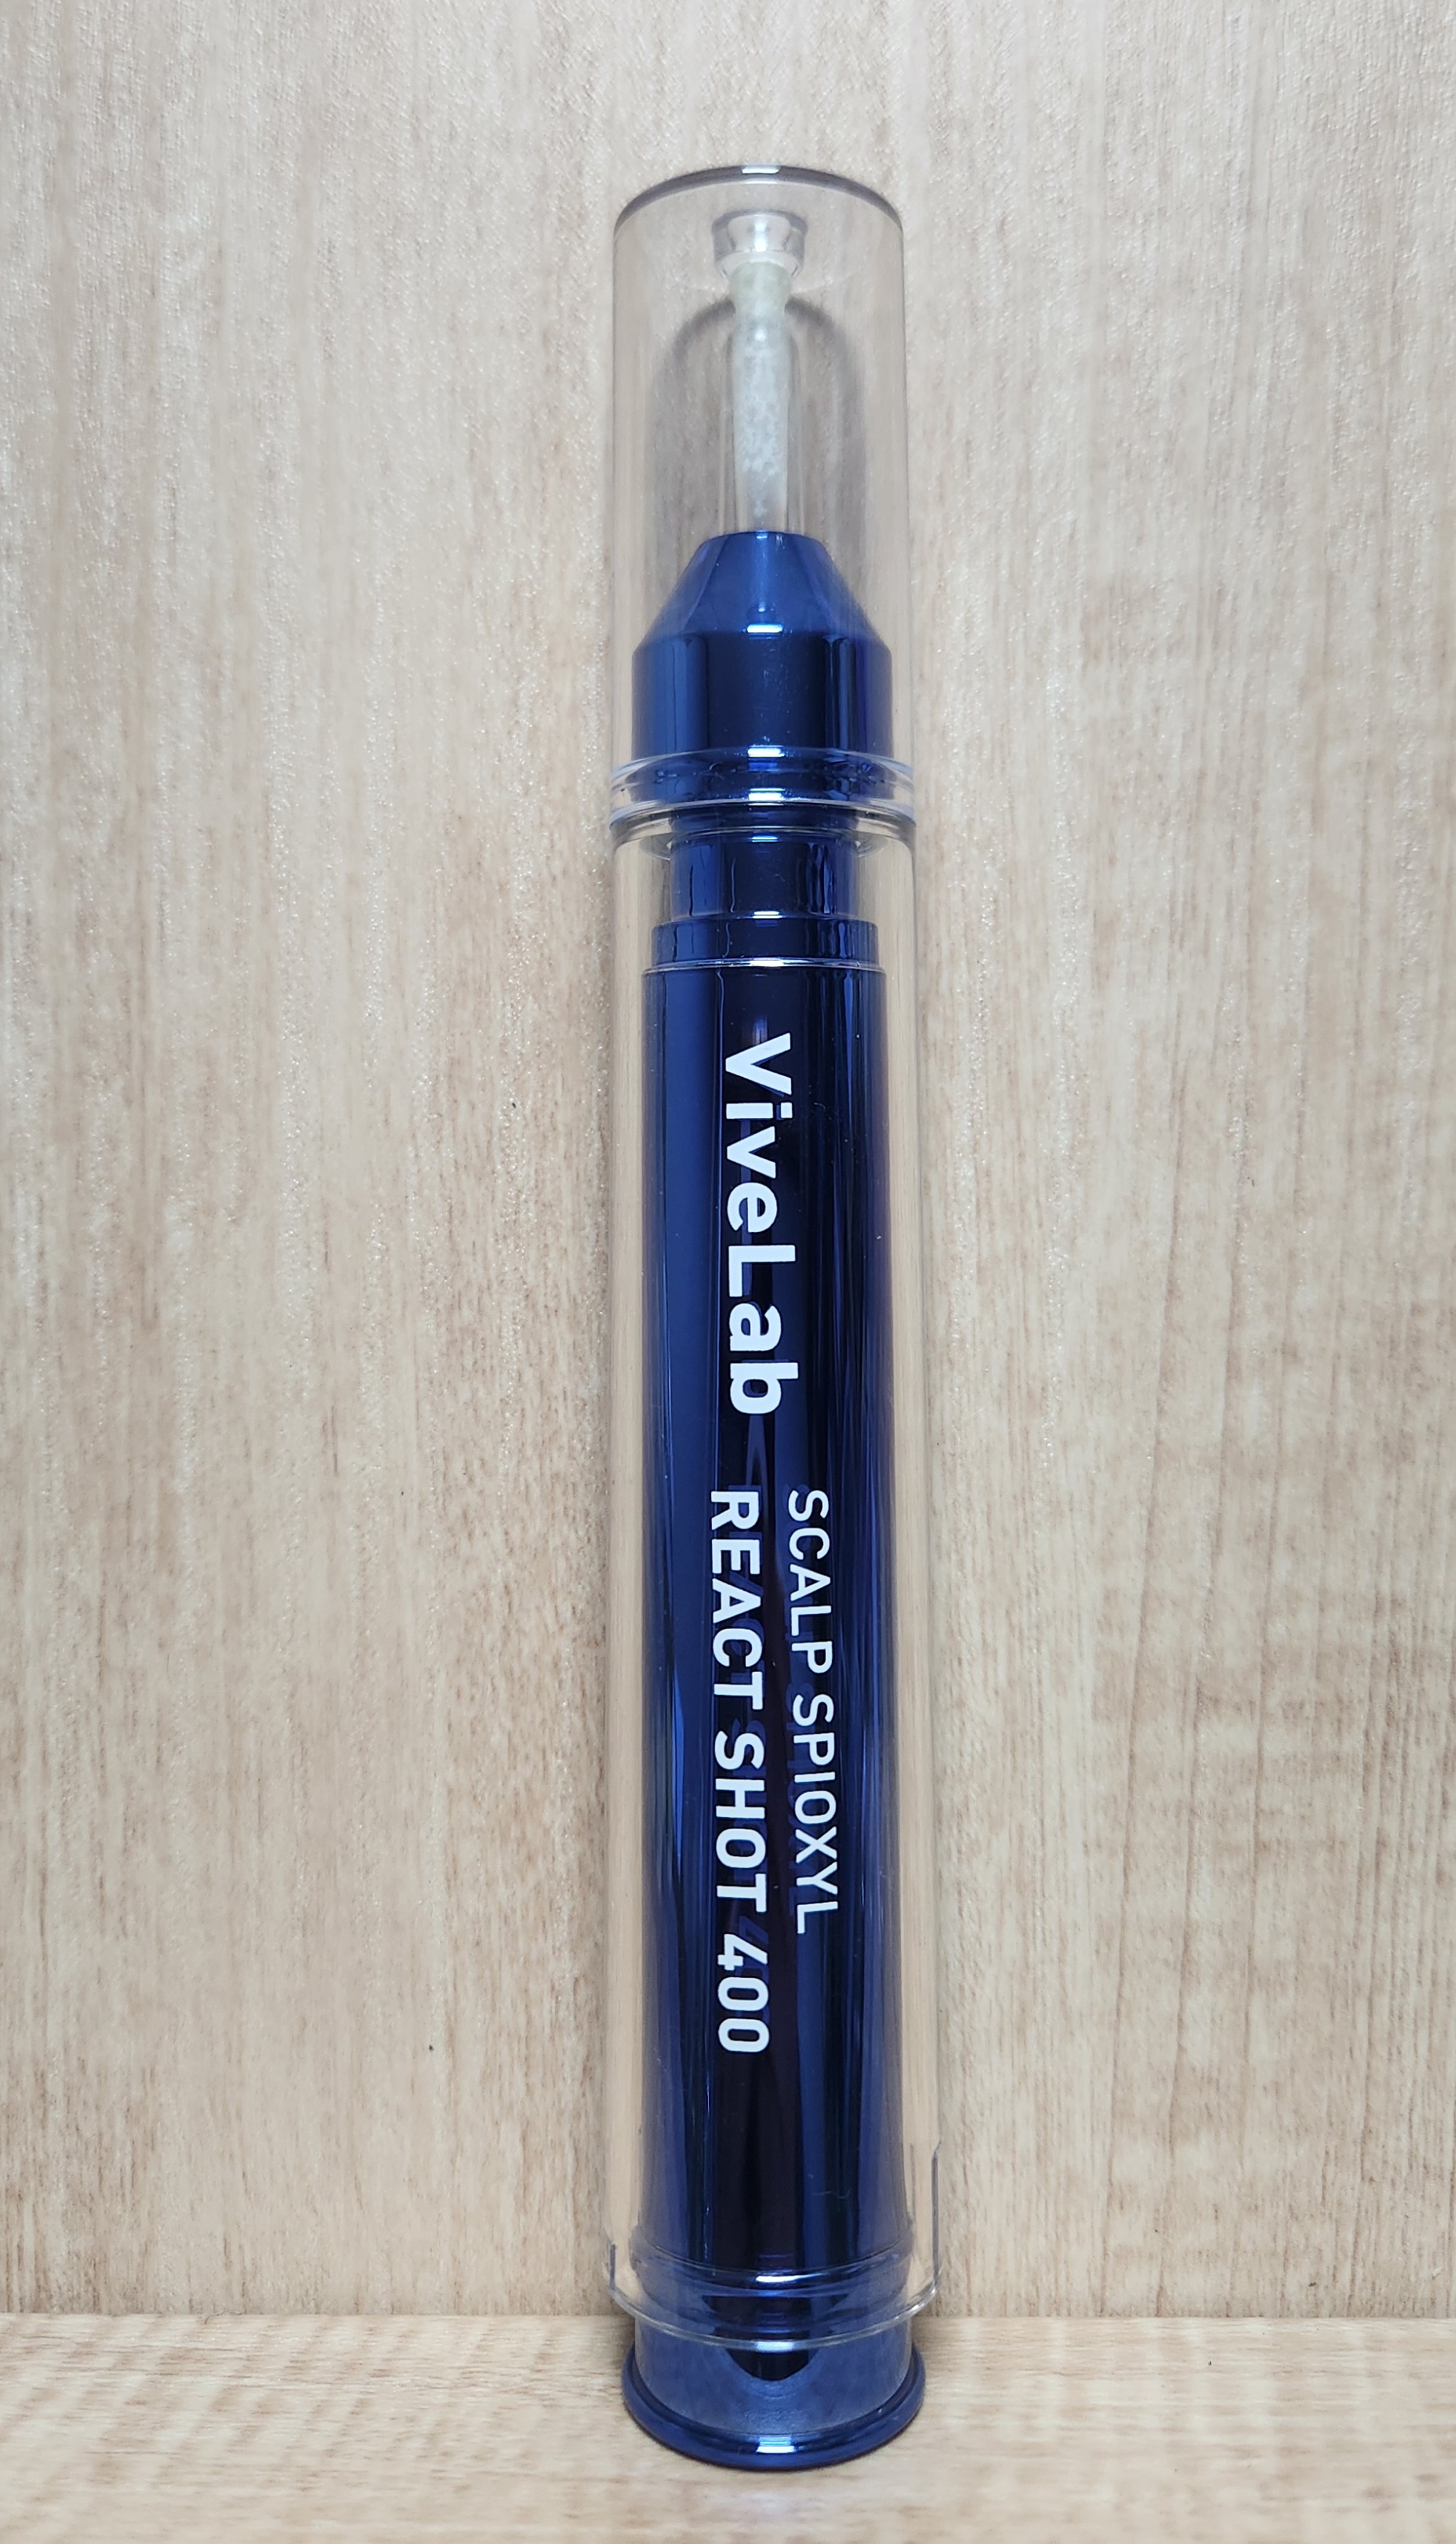 ViveLab
SCALP SPIOXYL
REACT SHOT 400